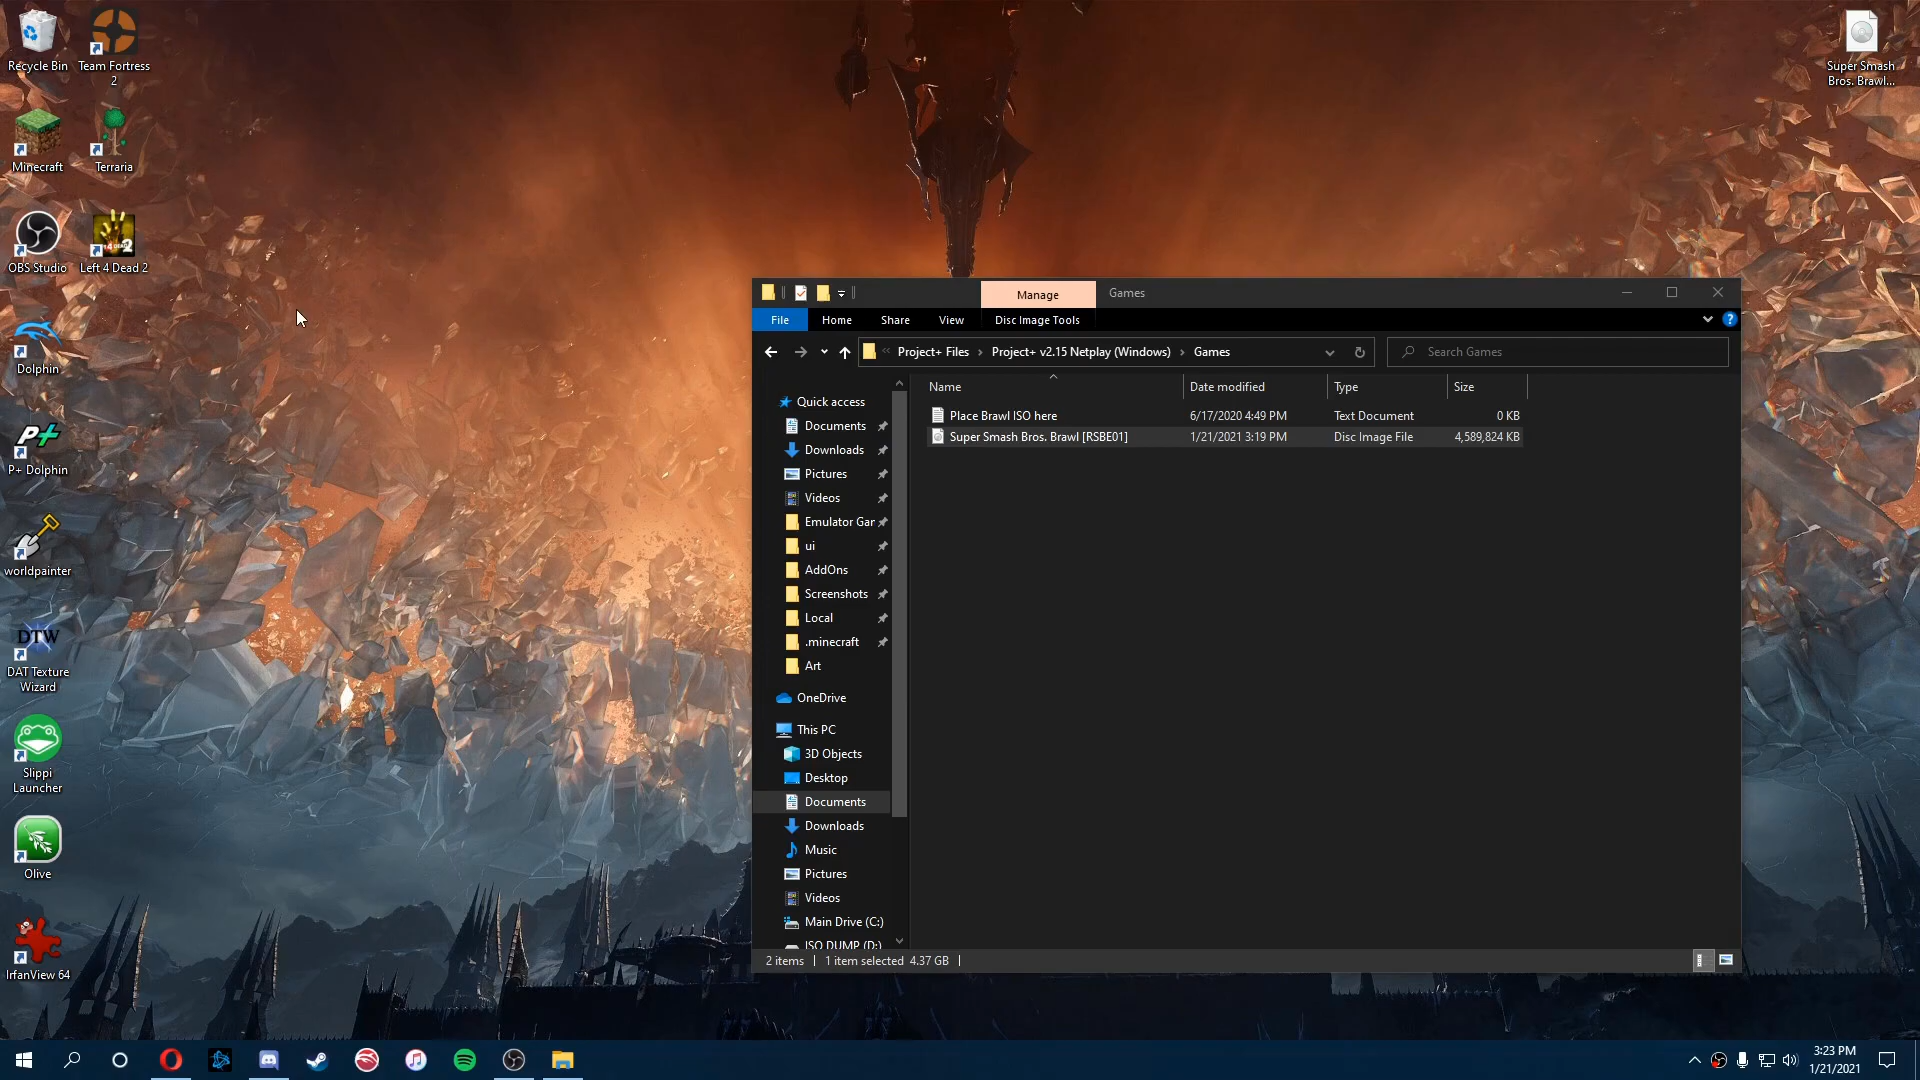 Recycle Bin
Team Fortress
2
Minecraft
Terraria
OBS Studio
Left 4 Dead 2
Dolphin
P+ Dolphin
worldpainter
DTW
DAT Texture
Wizard
Slippi
Launcher
Olive
IrfanView 64
Super Smash
Bros. Brawl...
Manage
Games
File
Home
Share
View
Disc Image Tools
Project+ Files
Project+ v2.15 Netplay (Windows)
Games
Search Games
Name
Date modified
Type
Size
Place Brawl ISO here
6/17/2020 4:49 PM
Text Document
0 KB
Super Smash Bros. Brawl [RSBE01]
1/21/2021 3:19 PM
Disc Image File
4,589,824 KB
Quick access
Documents
Downloads
Pictures
Videos
Emulator Gar
ui
AddOns
Screenshots
Local
.minecraft
Art
OneDrive
This PC
3D Objects
Desktop
Documents
Downloads
Music
Pictures
Videos
Main Drive (C:)
ISO DUMP (D:)
2 items
1 item selected 4.37 GB
3:23 PM
1/21/2021